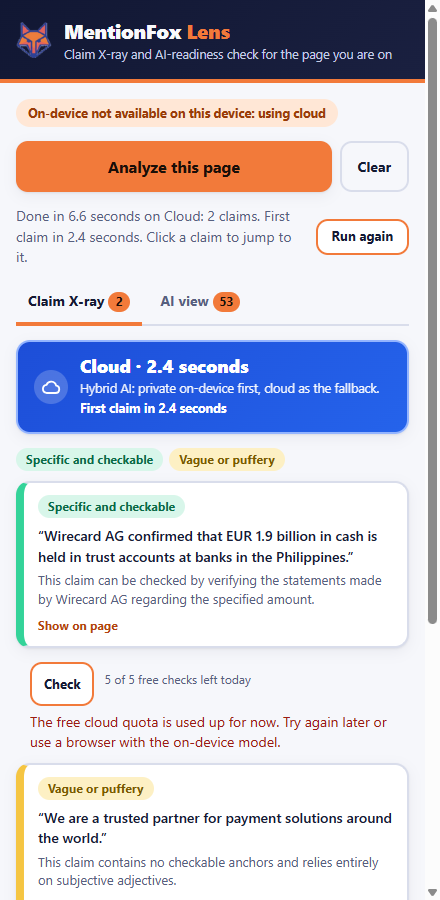 MentionFox Lens
Claim X-ray and AI-readiness check for the page you are on
On-device not available on this device: using cloud
Analyze this page
Clear
Done in 6.6 seconds on Cloud: 2 claims. First
claim in 2.4 seconds. Click a claim to jump to
it.
Run again
Claim X-ray 2
AI view 53
Cloud · 2.4 seconds
Hybrid AI: private on-device first, cloud as the fallback.
First claim in 2.4 seconds
Specific and checkable
Vague or puffery
Specific and checkable
“Wirecard AG confirmed that EUR 1.9 billion in cash is
held in trust accounts at banks in the Philippines.”
This claim can be checked by verifying the statements made
by Wirecard AG regarding the specified amount.
Show on page
Check
5 of 5 free checks left today
The free cloud quota is used up for now. Try again later or
use a browser with the on-device model.
Vague or puffery
“We are a trusted partner for payment solutions around
the world.”
This claim contains no checkable anchors and relies entirely
on subjective adjectives.